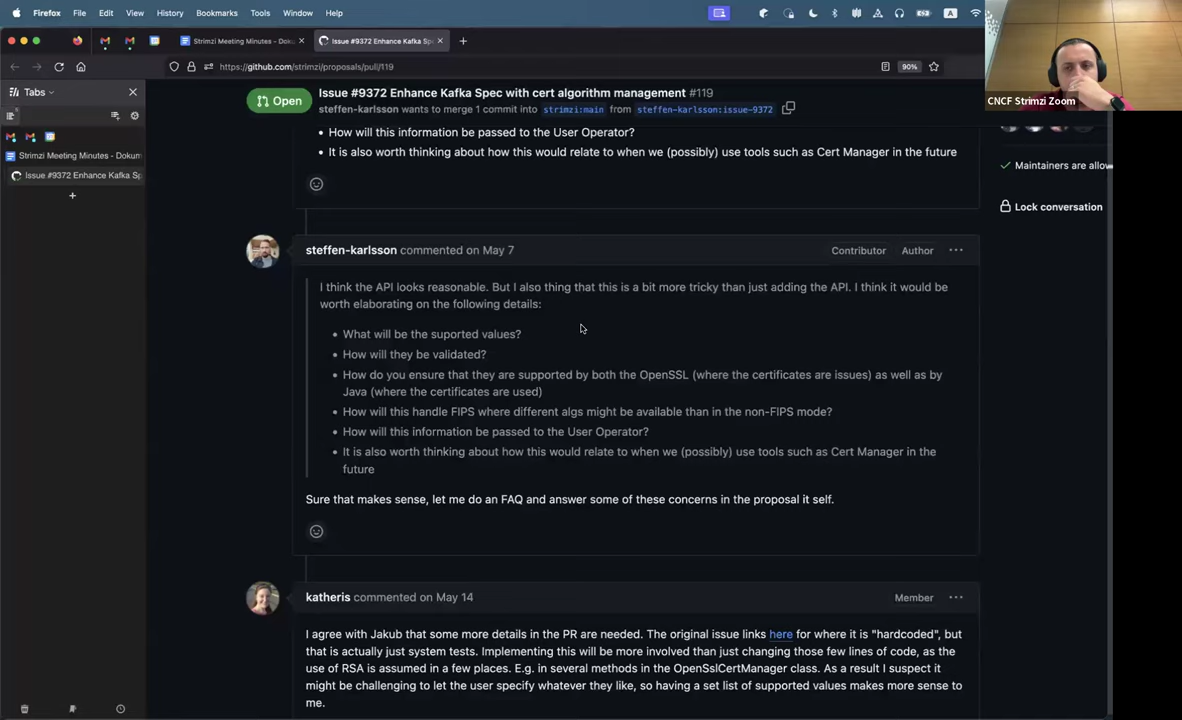 Firefox File Edit View History Bookmarks Tools Window Help
A
CNCF Strimzi Zoom
Strimzi Meeting Minutes - Doku
Issue #9372 Enhance Kafka Spe
https://github.com/strimzi/proposals/pull/119
90%
Tabs
Strimzi Meeting Minutes - Dokum
Issue #9372 Enhance Kafka Sp
Open
Issue #9372 Enhance Kafka Spec with cert algorithm management #119
steffen-karlsson wants to merge 1 commit into strimzi:main from steffen-karlsson:issue-9372
• How will this information be passed to the User Operator?
• It is also worth thinking about how this would relate to when we (possibly) use tools such as Cert Manager in the future
Maintainers are allow
Lock conversation
steffen-karlsson commented on May 7
Contributor Author
I think the API looks reasonable. But I also thing that this is a bit more tricky than just adding the API. I think it would be
worth elaborating on the following details:
• What will be the suported values?
• How will they be validated?
• How do you ensure that they are supported by both the OpenSSL (where the certificates are issues) as well as by
Java (where the certificates are used)
• How will this handle FIPS where different algs might be available than in the non-FIPS mode?
• How will this information be passed to the User Operator?
• It is also worth thinking about how this would relate to when we (possibly) use tools such as Cert Manager in the
future
Sure that makes sense, let me do an FAQ and answer some of these concerns in the proposal it self.
katheris commented on May 14
Member
I agree with Jakub that some more details in the PR are needed. The original issue links here for where it is "hardcoded", but
that is actually just system tests. Implementing this will be more involved than just changing those few lines of code, as the
use of RSA is assumed in a few places. E.g. in several methods in the OpenSslCertManager class. As a result I suspect it
might be challenging to let the user specify whatever they like, so having a set list of supported values makes more sense to
me.